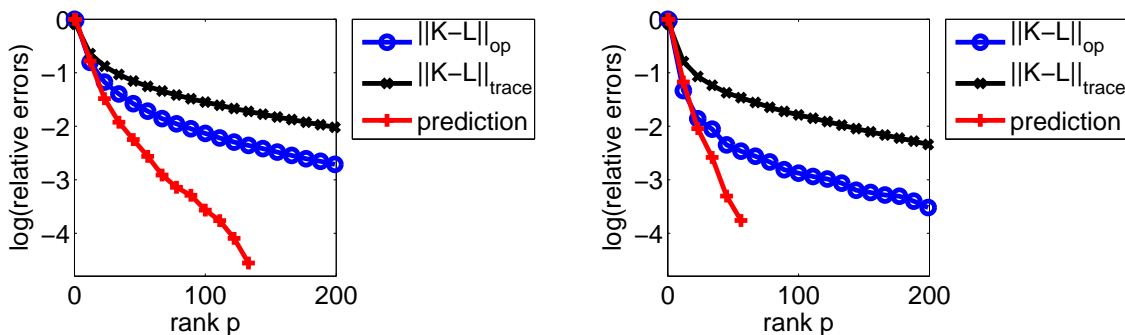 log(relative errors)
0
−1
−2
−3
−4
0
100
200
rank p
||K−L||op
||K−L||trace
prediction
log(relative errors)
0
−1
−2
−3
−4
0
100
200
rank p
||K−L||op
||K−L||trace
prediction